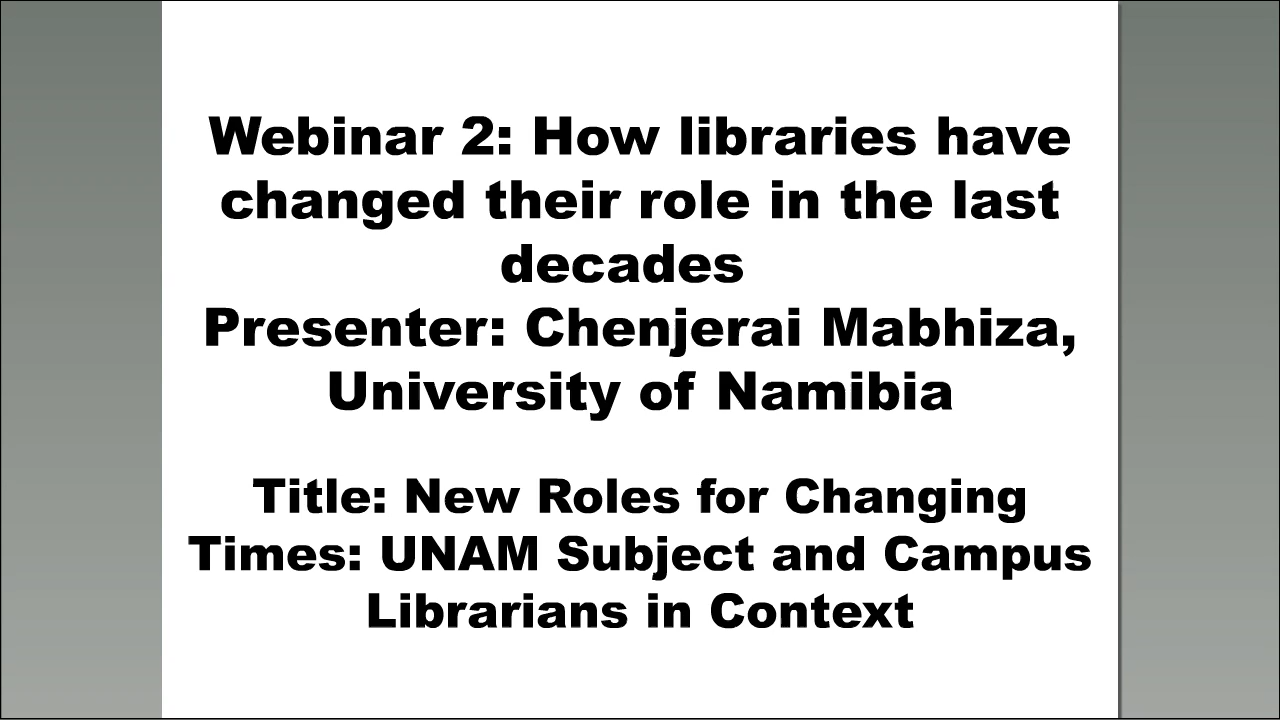 Webinar 2: How libraries have
changed their role in the last
decades
Presenter: Chenjerai Mabhiza,
University of Namibia
Title: New Roles for Changing
Times: UNAM Subject and Campus
Librarians in Context